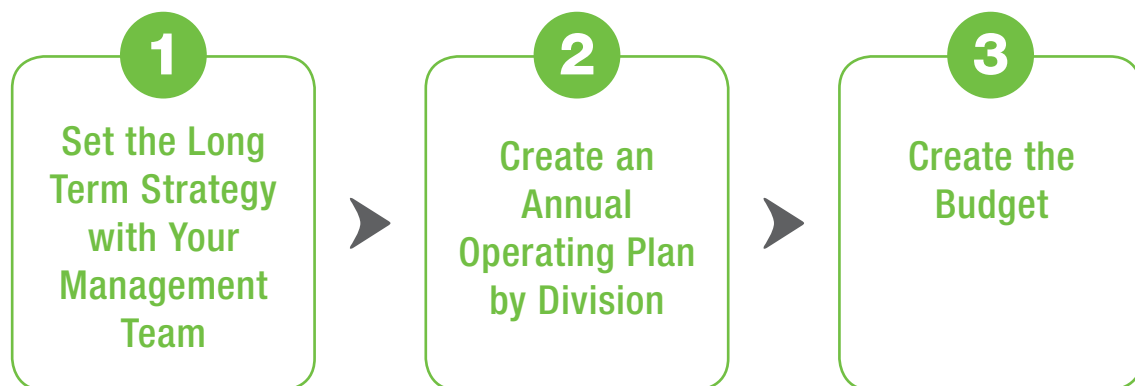 1
Set the Long
Term Strategy
with Your
Management
Team
2
Create an
Annual
Operating Plan
by Division
3
Create the
Budget